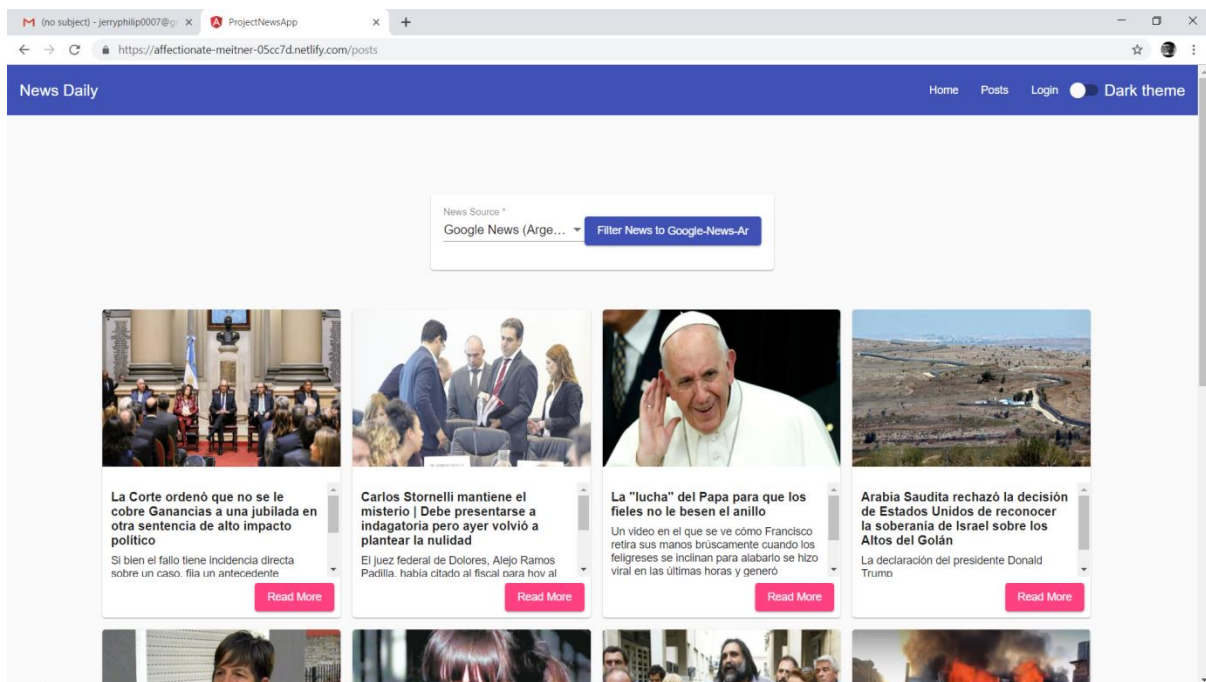 (no subject) - jerryphilip0007@g
ProjectNewsApp
https://affectionate-meitner-05cc7d.netlify.com/posts
News Daily
Home Posts Login Dark theme
News Source *
Google News (Arge...
Filter News to Google-News-Ar
La Corte ordenó que no se le
cobre Ganancias a una jubilada en
otra sentencia de alto impacto
político
Si bien el fallo tiene incidencia directa
sobre un caso, fija un antecedente
Read More
Carlos Stornelli mantiene el
misterio | Debe presentarse a
indagatoria pero ayer volvió a
plantear la nulidad
El juez federal de Dolores, Alejo Ramos
Padilla, había citado al fiscal para hoy al
Read More
La "lucha" del Papa para que los
fieles no le besen el anillo
Un video en el que se ve cómo Francisco
retira sus manos brúscamente cuando los
feligreses se inclinan para alabarlo se hizo
viral en las últimas horas y generó
Read More
Arabia Saudita rechazó la decisión
de Estados Unidos de reconocer
la soberanía de Israel sobre los
Altos del Golán
La declaración del presidente Donald
Trump
Read More